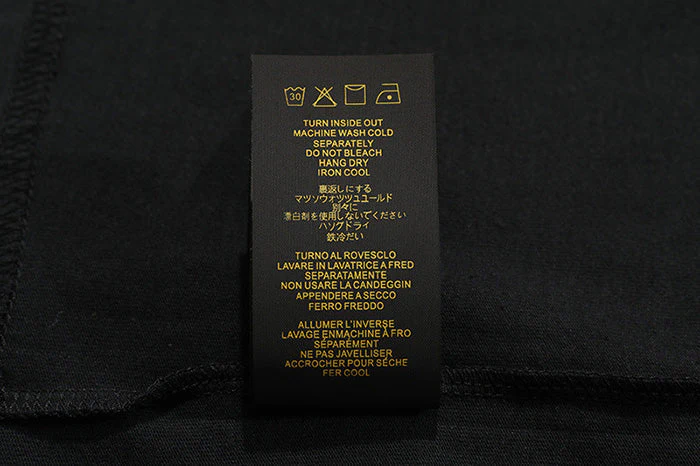 30
TURN INSIDE OUT
MACHINE WASH COLD
SEPARATELY
DO NOT BLEACH
HANG DRY
IRON COOL
裏返しにする
マツソウォツツユユールド
别々に
漂白剤を使用しないでください
ハソグドライ
鉄冷だい
TURNO AL ROVESCLO
LAVARE IN LAVATRICE A FRED
SEPARATAMENTE
NON USARE LA CANDEGGIN
APPENDERE A SECCO
FERRO FREDDO
ALLUMER L'INVERSE
LAVAGE ENMACHINE À FRO
SÉPARÉMENT
NE PAS JAVELLISER
ACCROCHER POUR SÉCHE
FER COOL